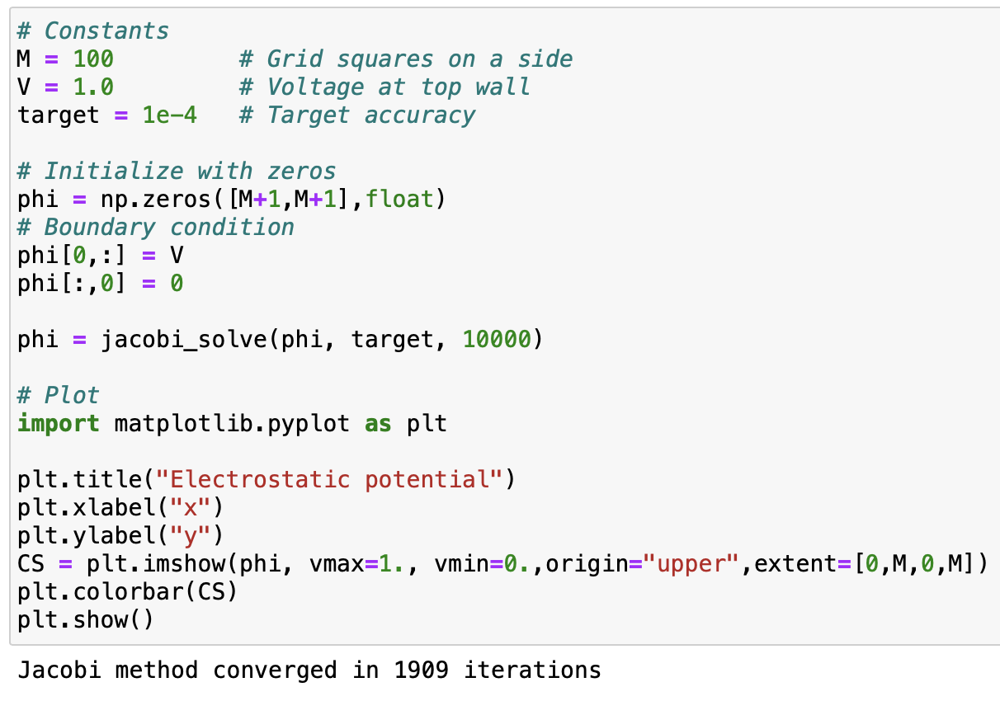 # Constants
M = 100         # Grid squares on a side
V = 1.0         # Voltage at top wall
target = 1e-4   # Target accuracy
# Initialize with zeros
phi = np.zeros([M+1,M+1],float)
# Boundary condition
phi[0,:] = V
phi[:,0] = 0
phi = jacobi_solve(phi, target, 10000)
# Plot
import matplotlib.pyplot as plt
plt.title("Electrostatic potential")
plt.xlabel("x")
plt.ylabel("y")
CS = plt.imshow(phi, vmax=1., vmin=0.,origin="upper",extent=[0,M,0,M])
plt.colorbar(CS)
plt.show()
Jacobi method converged in 1909 iterations